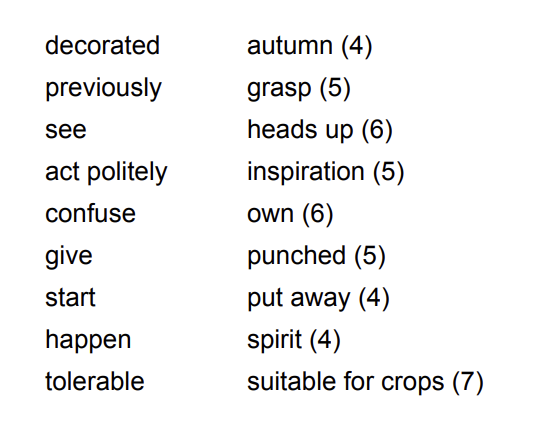 decorated autumn (4)
previously grasp (5)
see heads up (6)
act politely inspiration (5)
confuse own (6)
give punched (5)
start put away (4)
happen spirit (4)
tolerable suitable for crops (7)